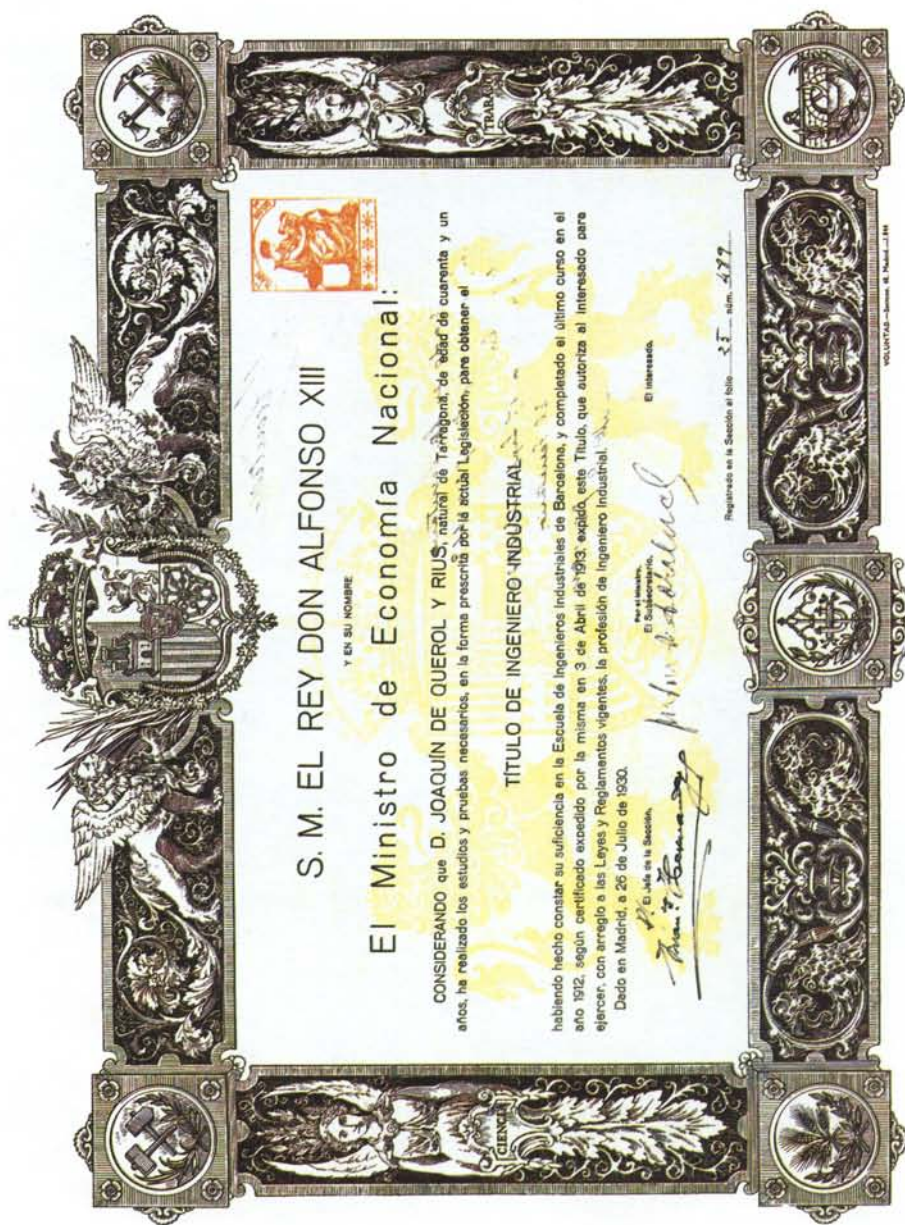 S. M. EL REY DON ALFONSO XIII
Y EN SU NOMBRE
El Ministro de Economía Nacional:
CONSIDERANDO que D. JOAQUÍN DE QUEROL Y RIUS, natural de Tarragona, de edad de cuarenta y un
años, ha realizado los estudios y pruebas necesarios, en la forma prescrita por la actual Legislación, para obtener el
TÍTULO DE INGENIERO INDUSTRIAL
habiendo hecho constar su suficiencia en la Escuela de Ingenieros Industriales de Barcelona, y completado el último curso en el
año 1912, según certificado expedido por la misma en 3 de Abril de 1913, expido este Título, que autoriza al interesado para
ejercer, con arreglo a las Leyes y Reglamentos vigentes, la profesión de Ingeniero Industrial.
Dado en Madrid, a 26 de Julio de 1930.
El Jefe de la Sección,
Por el Ministro,
El Subsecretario,
El interesado,
Registrado en la Sección al folio 25 núm. 479
CIENCIA
VOLUNTAD.—Serrano, 48, Madrid